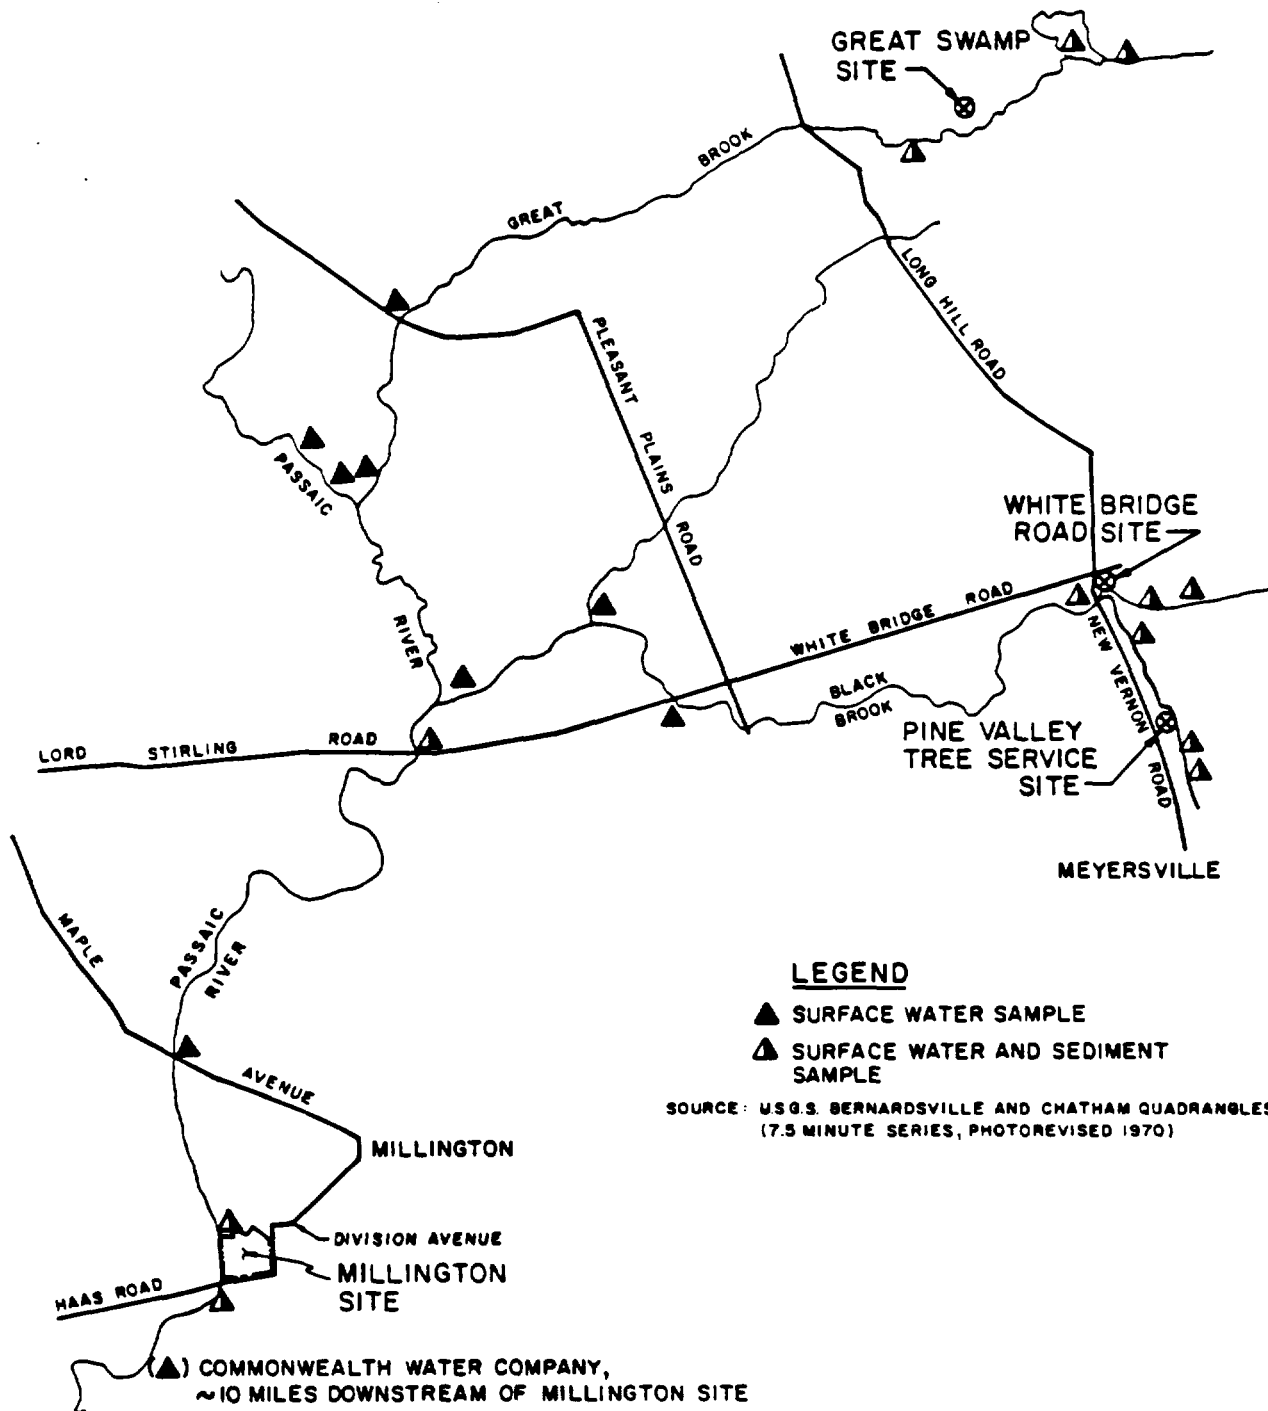 GREAT SWAMP
SITE
BROOK
GREAT
LONG HILL ROAD
PLEASANT PLAINS ROAD
PASSAIC
RIVER
WHITE BRIDGE
ROAD SITE
WHITE BRIDGE ROAD
NEW VERNON ROAD
BLACK
BROOK
LORD STIRLING ROAD
PINE VALLEY
TREE SERVICE
SITE
MEYERSVILLE
MAPLE
AVENUE
PASSAIC
RIVER
LEGEND
SURFACE WATER SAMPLE
SURFACE WATER AND SEDIMENT
SAMPLE
SOURCE: U.S.G.S. BERNARDSVILLE AND CHATHAM QUADRANGLES
(7.5 MINUTE SERIES, PHOTOREVISED 1970)
MILLINGTON
DIVISION AVENUE
MILLINGTON
SITE
HAAS ROAD
(▲) COMMONWEALTH WATER COMPANY,
~10 MILES DOWNSTREAM OF MILLINGTON SITE